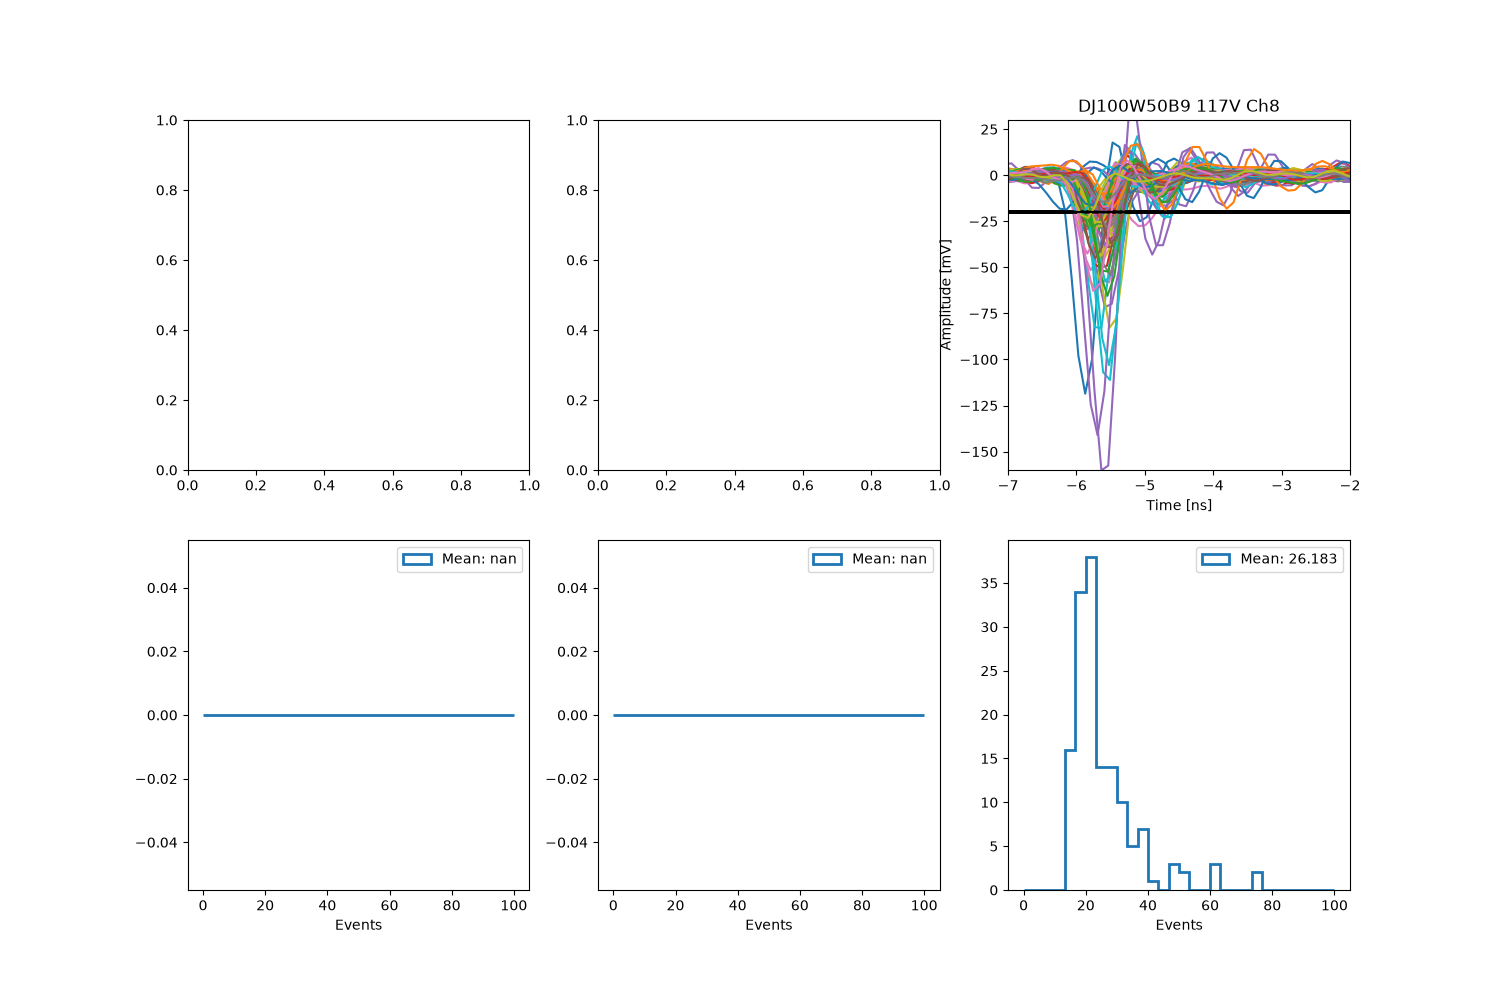 DJ100W50B9 117V Ch8
1.0
0.8
0.6
0.4
0.2
0.0
0.0 0.2 0.4 0.6 0.8 1.0
1.0
0.8
0.6
0.4
0.2
0.0
0.0 0.2 0.4 0.6 0.8 1.0
Amplitude [mV]
25
0
−25
−50
−75
−100
−125
−150
−7 −6 −5 −4 −3 −2
Time [ns]
Mean: nan
0.04
0.02
0.00
−0.02
−0.04
0 20 40 60 80 100
Events
Mean: nan
0.04
0.02
0.00
−0.02
−0.04
0 20 40 60 80 100
Events
Mean: 26.183
35
30
25
20
15
10
5
0
0 20 40 60 80 100
Events